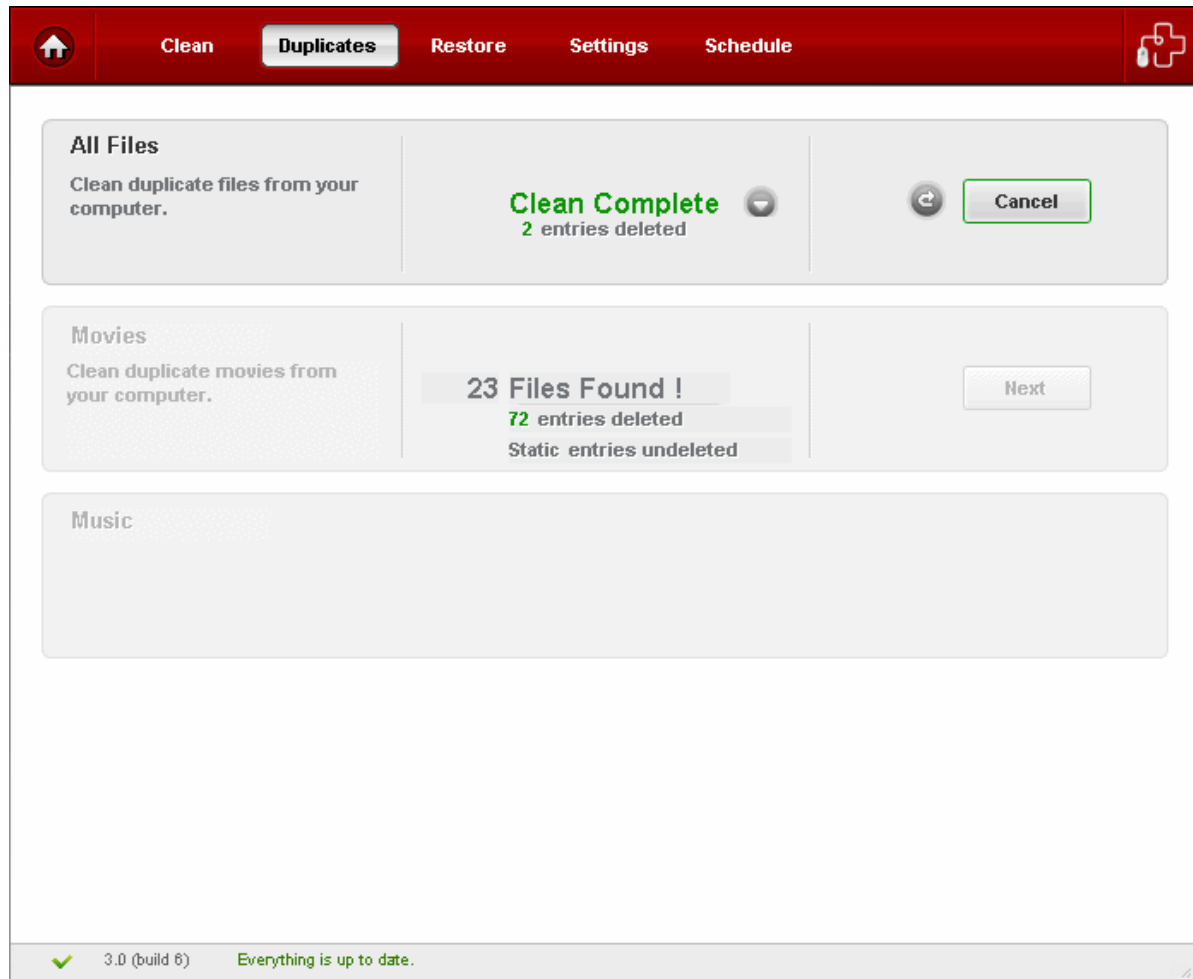 Clean Duplicates Restore Settings Schedule
All Files
Clean duplicate files from your
computer.
Clean Complete
2 entries deleted
Cancel
Movies
Clean duplicate movies from
your computer.
23 Files Found !
72 entries deleted
Static entries undeleted
Next
Music
3.0 (build 6) Everything is up to date.